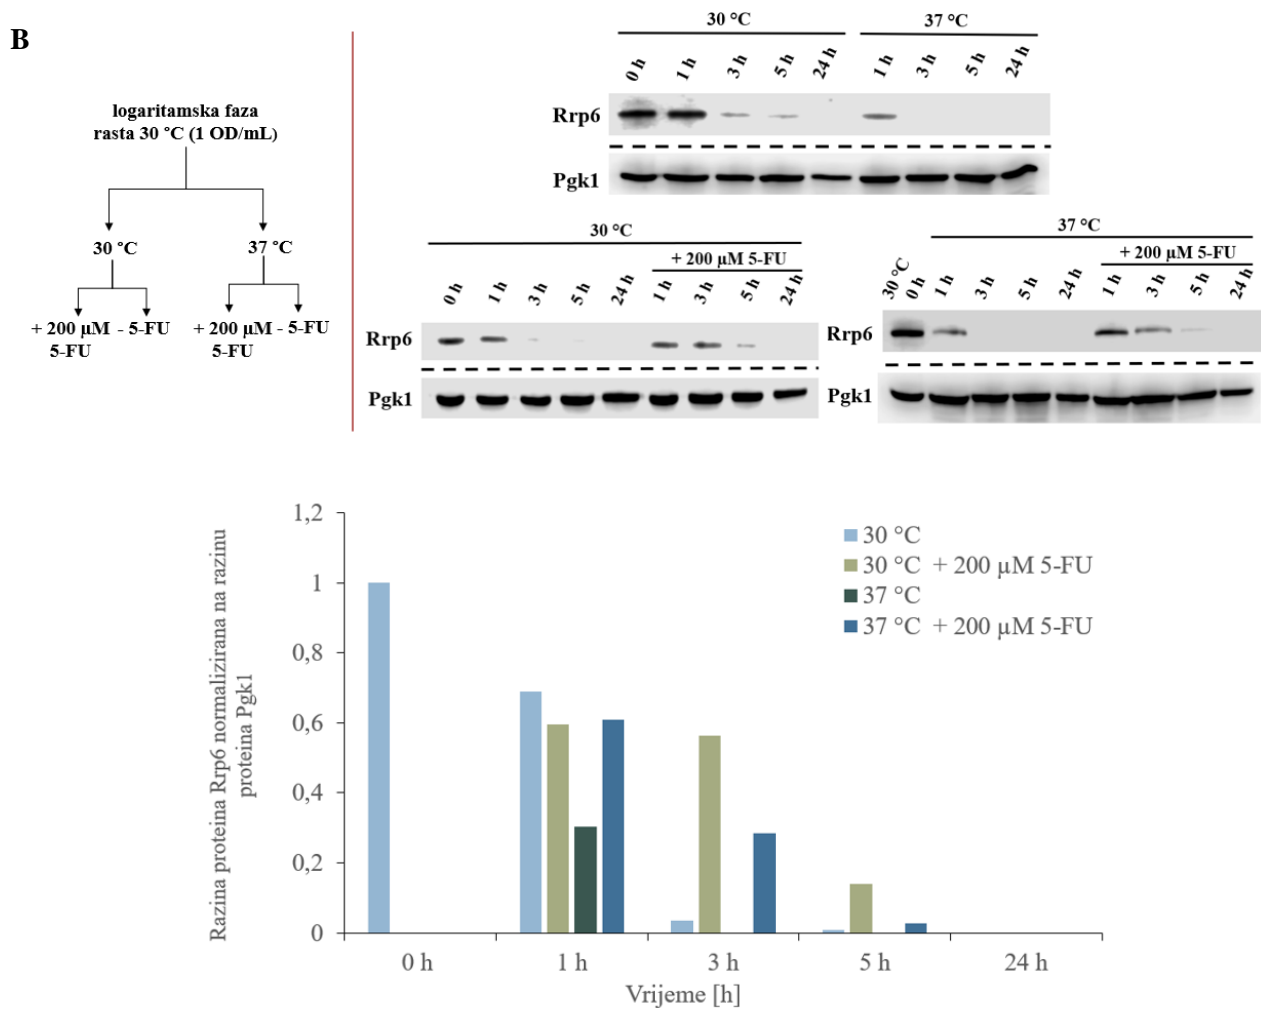 B
logaritamska faza
rasta 30 °C (1 OD/mL)
30 °C
37 °C
+ 200 µM - 5-FU
5-FU
+ 200 µM - 5-FU
5-FU
30 °C
37 °C
0 h 1 h 3 h 5 h 24 h 1 h 3 h 5 h 24 h
Rrp6
Pgk1
30 °C
+ 200 µM 5-FU
0 h 1 h 3 h 5 h 24 h 1 h 3 h 5 h 24 h
Rrp6
Pgk1
37 °C
+ 200 µM 5-FU
30 °C
0 h 1 h 3 h 5 h 24 h 1 h 3 h 5 h 24 h
Rrp6
Pgk1
Razina proteina Rrp6 normalizirana na razinu
proteina Pgk1
1,2
1
0,8
0,6
0,4
0,2
0
30 °C
30 °C + 200 µM 5-FU
37 °C
37 °C + 200 µM 5-FU
0 h 1 h 3 h 5 h 24 h
Vrijeme [h]